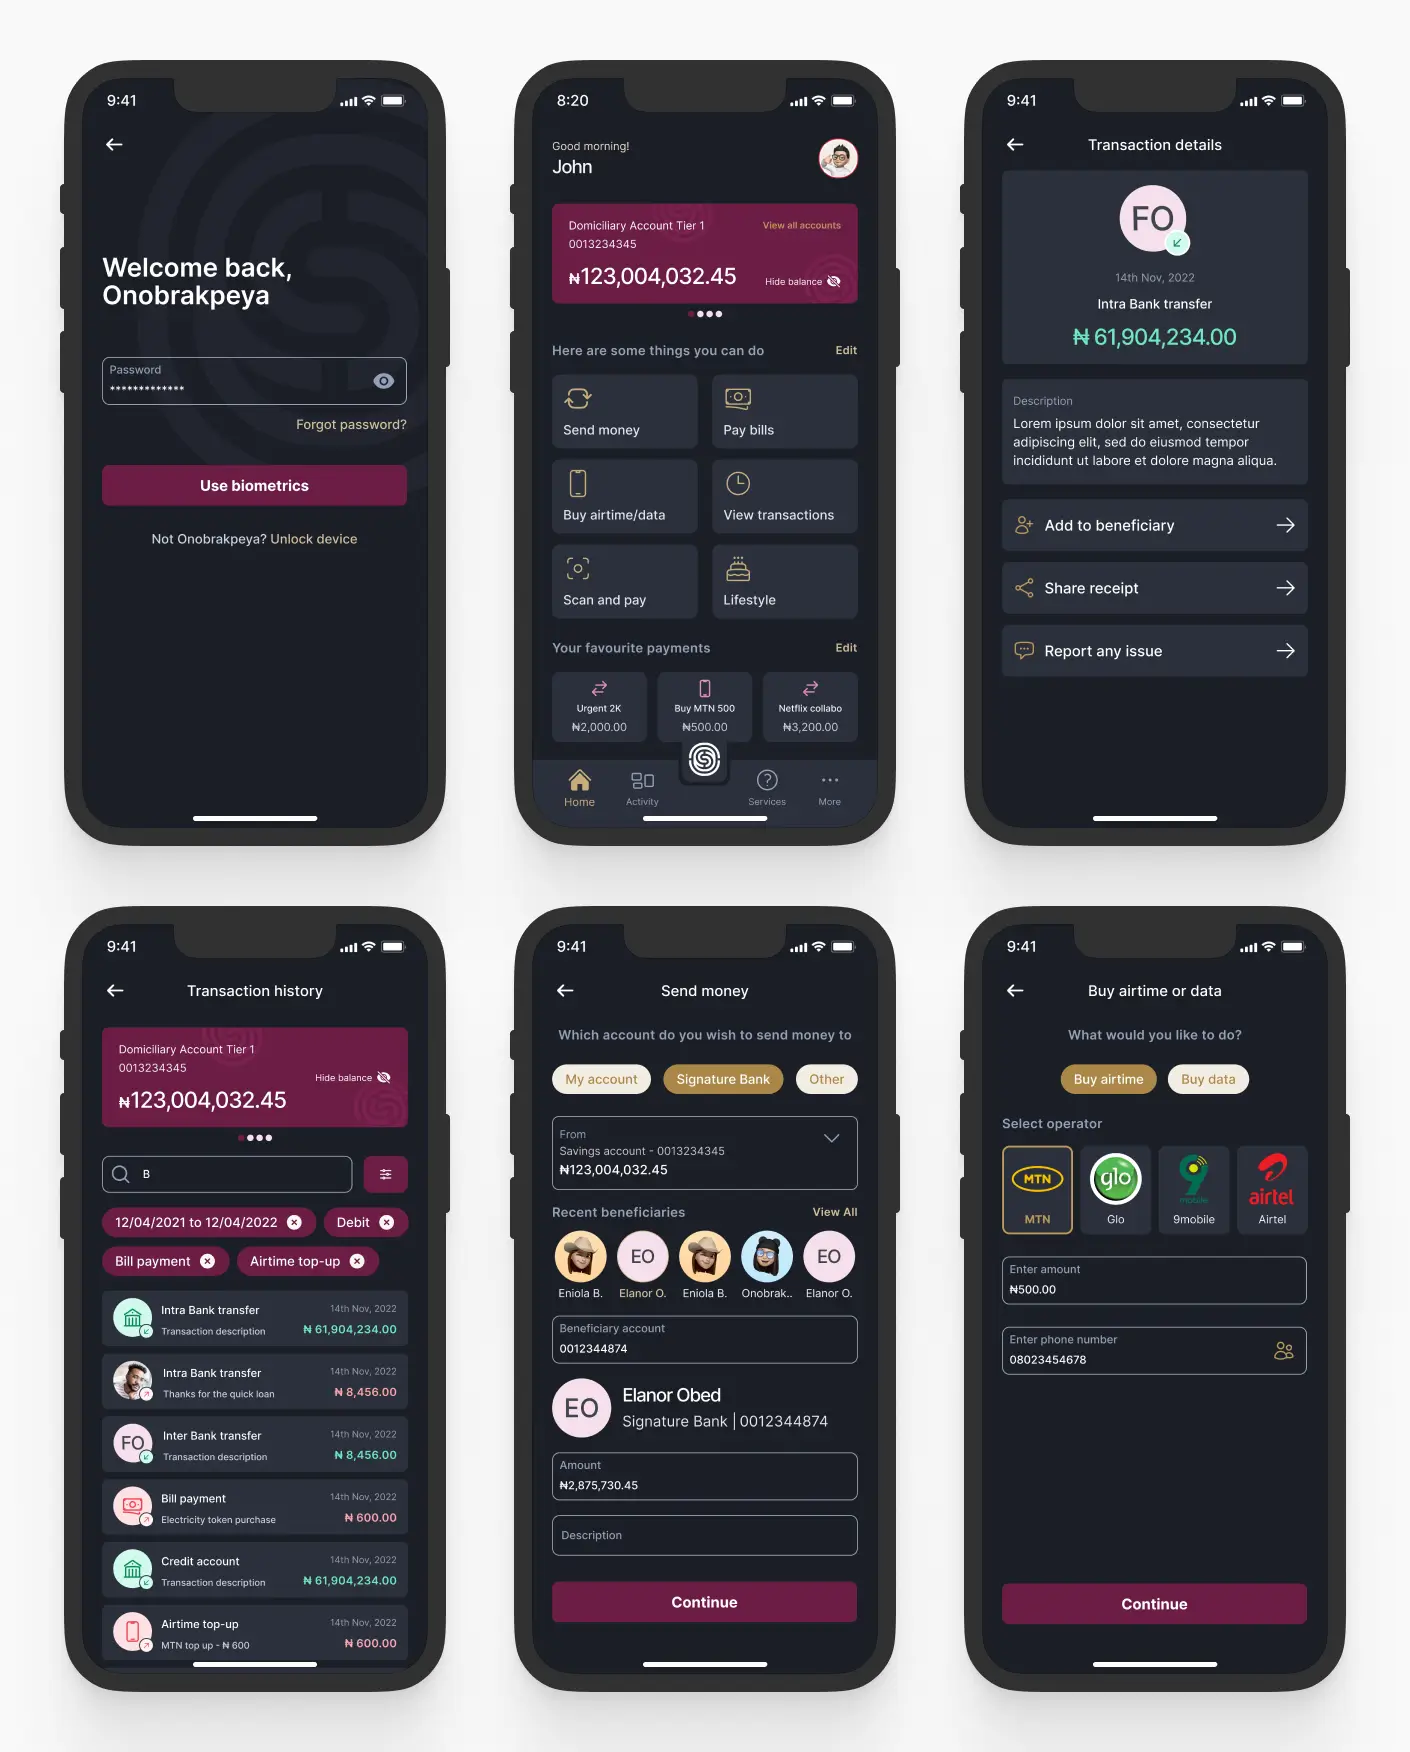 9:41
Welcome back,
Onobrakpeya
Password
*************
Forgot password?
Use biometrics
Not Onobrakpeya? Unlock device
8:20
Good morning!
John
Domiciliary Account Tier 1
View all accounts
0013234345
₦123,004,032.45
Hide balance
Here are some things you can do
Edit
Send money
Pay bills
Buy airtime/data
View transactions
Scan and pay
Lifestyle
Your favourite payments
Edit
Urgent 2K
₦2,000.00
Buy MTN 500
₦500.00
Netflix collabo
₦3,200.00
Home
Activity
Services
More
9:41
Transaction details
FO
14th Nov, 2022
Intra Bank transfer
₦ 61,904,234.00
Description
Lorem ipsum dolor sit amet, consectetur
adipiscing elit, sed do eiusmod tempor
incididunt ut labore et dolore magna aliqua.
Add to beneficiary
Share receipt
Report any issue
9:41
Transaction history
Domiciliary Account Tier 1
0013234345
Hide balance
₦123,004,032.45
B
12/04/2021 to 12/04/2022
Debit
Bill payment
Airtime top-up
Intra Bank transfer
14th Nov, 2022
Transaction description
₦ 61,904,234.00
Intra Bank transfer
14th Nov, 2022
Thanks for the quick loan
₦ 8,456.00
FO
Inter Bank transfer
14th Nov, 2022
Transaction description
₦ 8,456.00
Bill payment
14th Nov, 2022
Electricity token purchase
₦ 600.00
Credit account
14th Nov, 2022
Transaction description
₦ 61,904,234.00
Airtime top-up
14th Nov, 2022
MTN top up - ₦ 600
₦ 600.00
9:41
Send money
Which account do you wish to send money to
My account
Signature Bank
Other
From
Savings account - 0013234345
₦123,004,032.45
Recent beneficiaries
View All
EO
EO
Eniola B.
Elanor O.
Eniola B.
Onobrak..
Elanor O.
Beneficiary account
0012344874
EO
Elanor Obed
Signature Bank | 0012344874
Amount
₦2,875,730.45
Description
Continue
9:41
Buy airtime or data
What would you like to do?
Buy airtime
Buy data
Select operator
MTN
MTN
glo
Glo
9
mobile
9mobile
airtel
Airtel
Enter amount
₦500.00
Enter phone number
08023454678
Continue